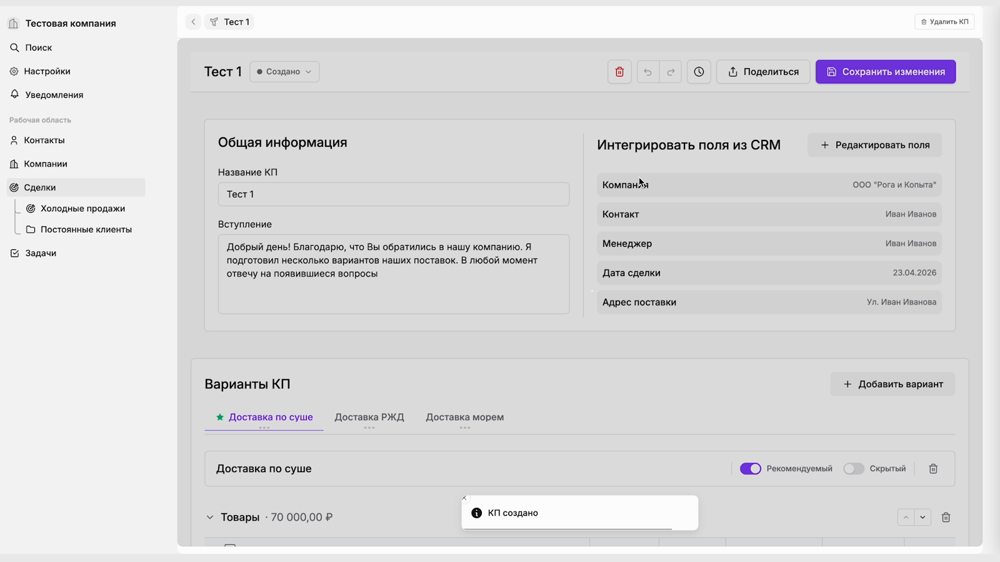 Тестовая компания
Поиск
Настройки
Уведомления
Рабочая область
Контакты
Компании
Сделки
Холодные продажи
Постоянные клиенты
Задачи
Тест 1
Удалить КП
Тест 1
Создано
Поделиться
Сохранить изменения
Общая информация
Название КП
Тест 1
Вступление
Добрый день! Благодарю, что Вы обратились в нашу компанию. Я
подготовил несколько вариантов наших поставок. В любой момент
отвечу на появившиеся вопросы
Интегрировать поля из CRM
+ Редактировать поля
Компания ООО "Рога и Копыта"
Контакт Иван Иванов
Менеджер Иван Иванов
Дата сделки 23.04.2026
Адрес поставки Ул. Иван Иванова
Варианты КП
+ Добавить вариант
Доставка по суше Доставка РЖД Доставка морем
Доставка по суше
Рекомендуемый
Скрытый
Товары · 70 000,00 ₽
КП создано